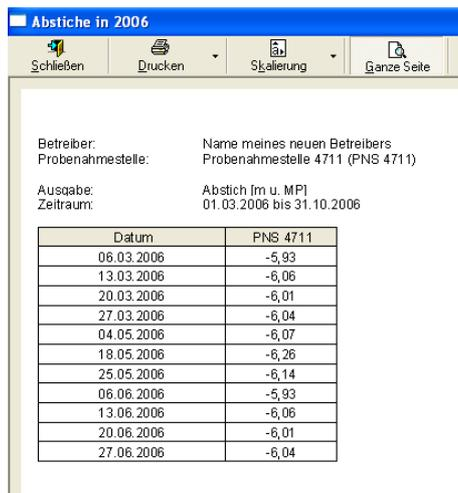 Abstiche in 2006
Schließen Drucken Skalierung Ganze Seite
Betreiber: Name meines neuen Betreibers
Probenahmestelle: Probenahmestelle 4711 (PNS 4711)
Ausgabe: Abstich [m u. MP]
Zeitraum: 01.03.2006 bis 31.10.2006
Datum PNS 4711
06.03.2006 -5,93
13.03.2006 -6,06
20.03.2006 -6,01
27.03.2006 -6,04
04.05.2006 -6,07
18.05.2006 -6,26
25.05.2006 -6,14
06.06.2006 -5,93
13.06.2006 -6,06
20.06.2006 -6,01
27.06.2006 -6,04